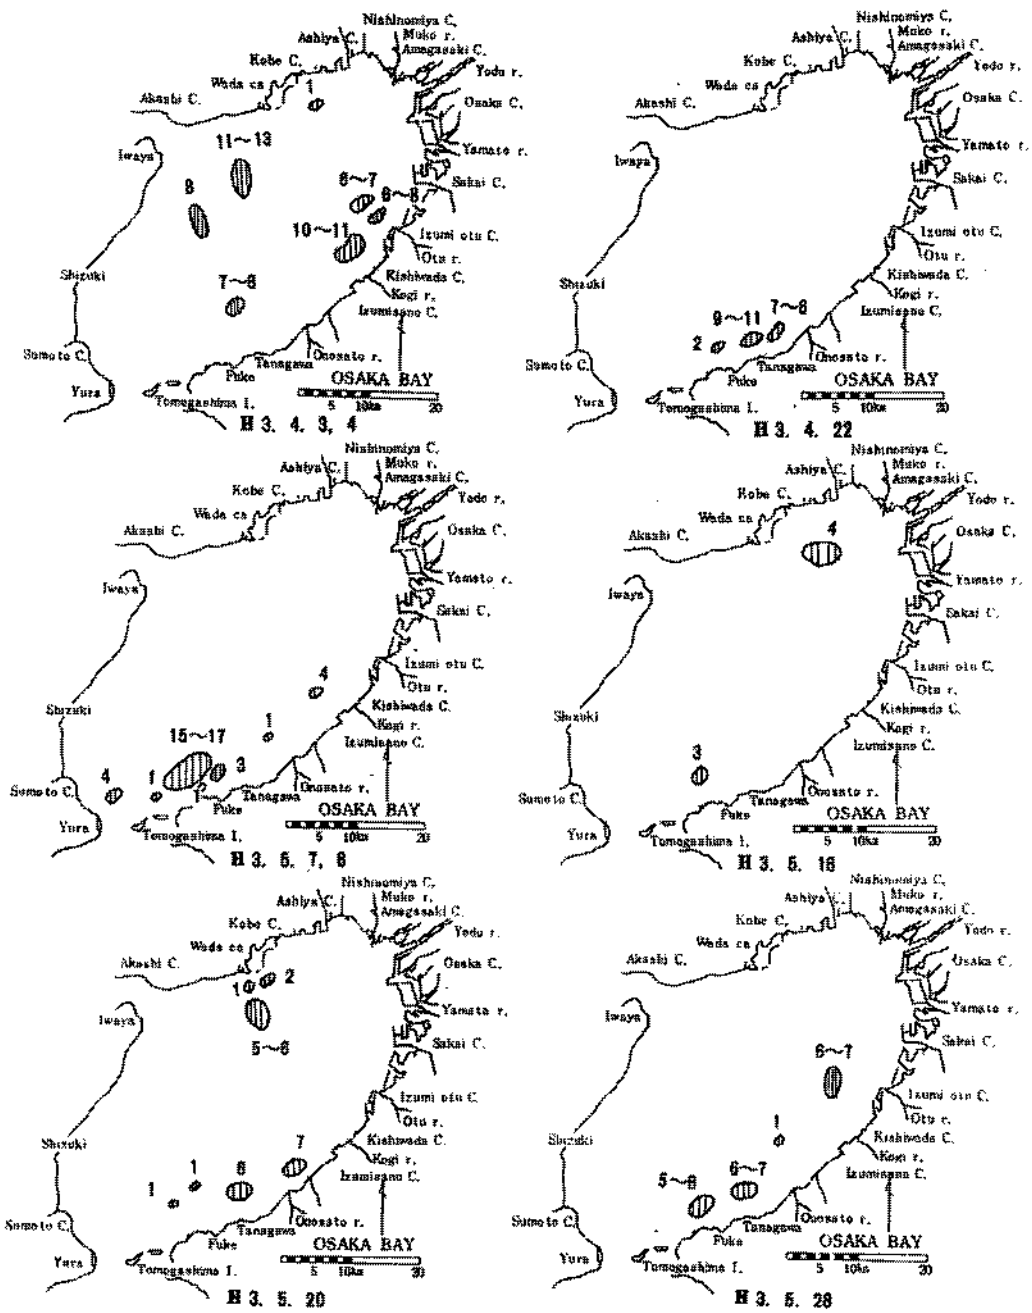 Nishinomiya C.
Ashiya C.
Muko r.
Amagasaki C.
Kobe C.
Yodo r.
Wada ca
1
Akashi C.
Osaka C.
11～13
Iwaya
Yamato r.
8
6～7
Sakai C.
6～8
10～11
Izumi otu C.
Otu r.
Shizuki
7～8
Kishiwada C.
Kogi r.
Izumisano C.
Sumoto C.
Onosato r.
Tanagawa
Yura
Fuke
OSAKA BAY
Tomogashima I.
5 10km 20
H 3. 4. 3, 4
Nishinomiya C.
Ashiya C.
Muko r.
Amagasaki C.
Kobe C.
Yodo r.
Wada ca
Akashi C.
Osaka C.
Iwaya
Yamato r.
Sakai C.
Izumi otu C.
Otu r.
Shizuki
Kishiwada C.
Kogi r.
Izumisano C.
9～11
7～8
2
Sumoto C.
Onosato r.
Tanagawa
Fuke
Yura
OSAKA BAY
Tomogashima I.
5 10km 20
H 3. 4. 22
Nishinomiya C.
Ashiya C.
Muko r.
Amagasaki C.
Kobe C.
Yodo r.
Wada ca
Akashi C.
Osaka C.
Iwaya
Yamato r.
Sakai C.
Izumi otu C.
4
Otu r.
Shizuki
Kishiwada C.
1
Kogi r.
15～17
Izumisano C.
4
1
3
Sumoto C.
1
Onosato r.
Tanagawa
Fuke
Yura
OSAKA BAY
Tomogashima I.
5 10km 20
H 3. 5. 7, 8
Nishinomiya C.
Ashiya C.
Muko r.
Amagasaki C.
Kobe C.
Yodo r.
Wada ca
4
Akashi C.
Osaka C.
Iwaya
Yamato r.
Sakai C.
Izumi otu C.
Otu r.
Shizuki
Kishiwada C.
Kogi r.
Izumisano C.
3
Sumoto C.
Onosato r.
Tanagawa
Fuke
Yura
OSAKA BAY
Tomogashima I.
5 10km 20
H 3. 5. 16
Nishinomiya C.
Ashiya C.
Muko r.
Amagasaki C.
Kobe C.
Yodo r.
Wada ca
Akashi C.
Osaka C.
1
2
Iwaya
Yamato r.
5～6
Sakai C.
Izumi otu C.
Otu r.
Shizuki
7
Kishiwada C.
Kogi r.
1
6
Izumisano C.
1
Sumoto C.
Onosato r.
Tanagawa
Fuke
Yura
OSAKA BAY
Tomogashima I.
5 10km 20
H 3. 5. 20
Nishinomiya C.
Ashiya C.
Muko r.
Amagasaki C.
Kobe C.
Yodo r.
Wada ca
Akashi C.
Osaka C.
Iwaya
Yamato r.
Sakai C.
6～7
Izumi otu C.
Otu r.
1
Shizuki
Kishiwada C.
Kogi r.
Izumisano C.
5～6
6～7
Sumoto C.
Onosato r.
Tanagawa
Fuke
Yura
OSAKA BAY
Tomogashima I.
5 10km 20
H 3. 5. 28